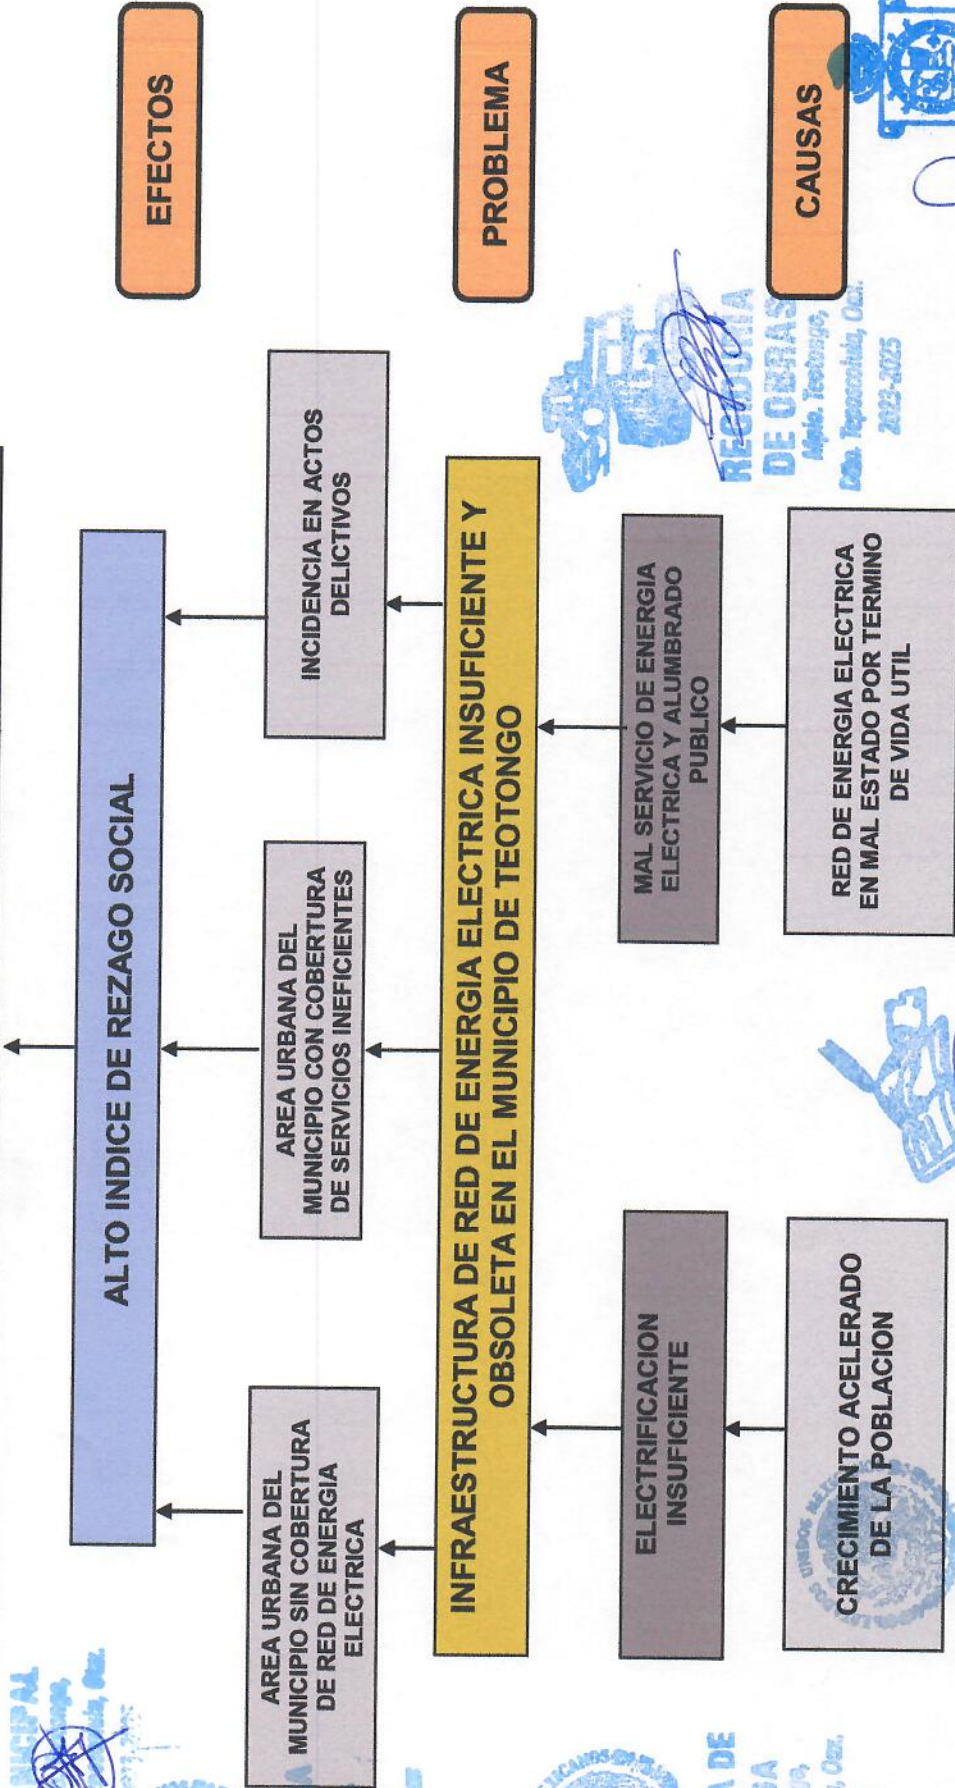 ALTO INDICE DE REZAGO SOCIAL
EFECTOS
AREA URBANA DEL
MUNICIPIO SIN COBERTURA
DE RED DE ENERGIA
ELECTRICA
AREA URBANA DEL
MUNICIPIO CON COBERTURA
DE SERVICIOS INEFICIENTES
INCIDENCIA EN ACTOS
DELICTIVOS
INFRAESTRUCTURA DE RED DE ENERGIA ELECTRICA INSUFICIENTE Y
OBSOLETA EN EL MUNICIPIO DE TEOTONGO
PROBLEMA
ELECTRIFICACION
INSUFICIENTE
MAL SERVICIO DE ENERGIA
ELECTRICA Y ALUMBRADO
PUBLICO
CRECIMIENTO ACELERADO
DE LA POBLACION
RED DE ENERGIA ELECTRICA
EN MAL ESTADO POR TERMINO
DE VIDA UTIL
CAUSAS
REGIDURIA
DE OBRAS
Mpio. Teotongo,
Dtto. Teposcolula, Oax.
2023-2025